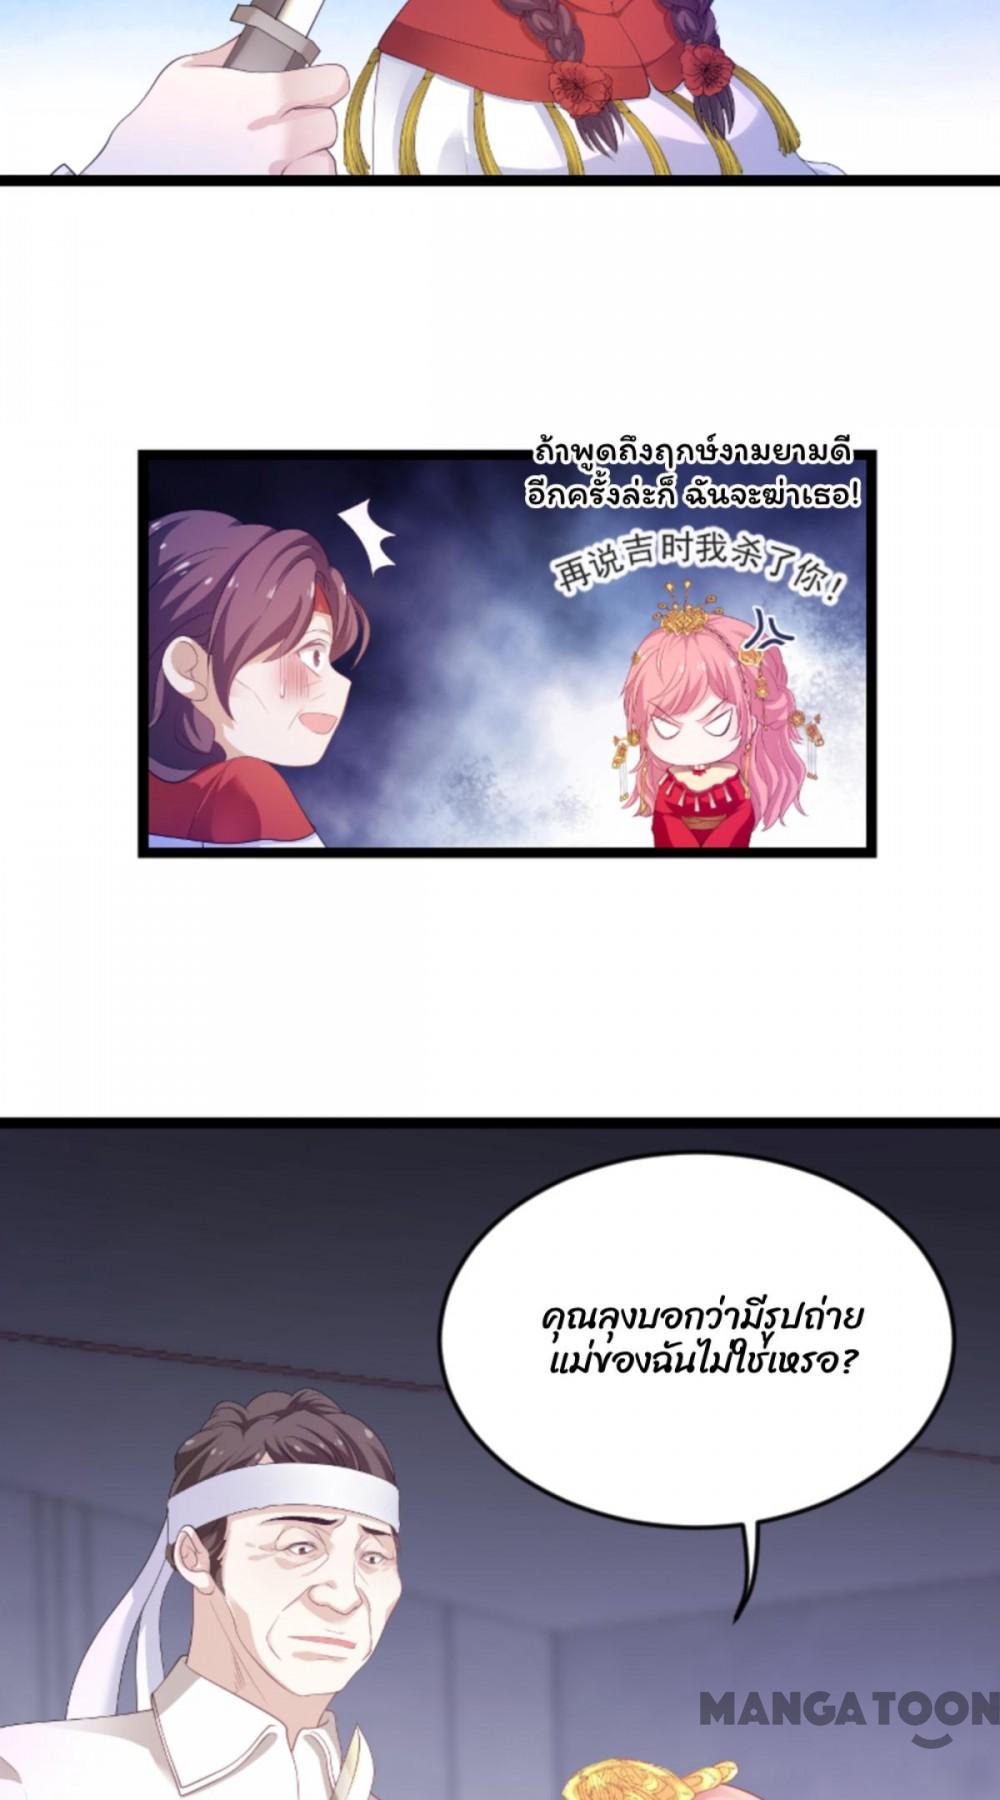 ถ้าพูดถึงฤกษ์งามยามดี
อีกครั้งล่ะก็ ฉันจะฆ่าเธอ!
再说吉时我杀了你!
คุณลุงบอกว่ามีรูปถ่าย
แม่ของฉันไม่ใช่เหรอ?
MANGATOON